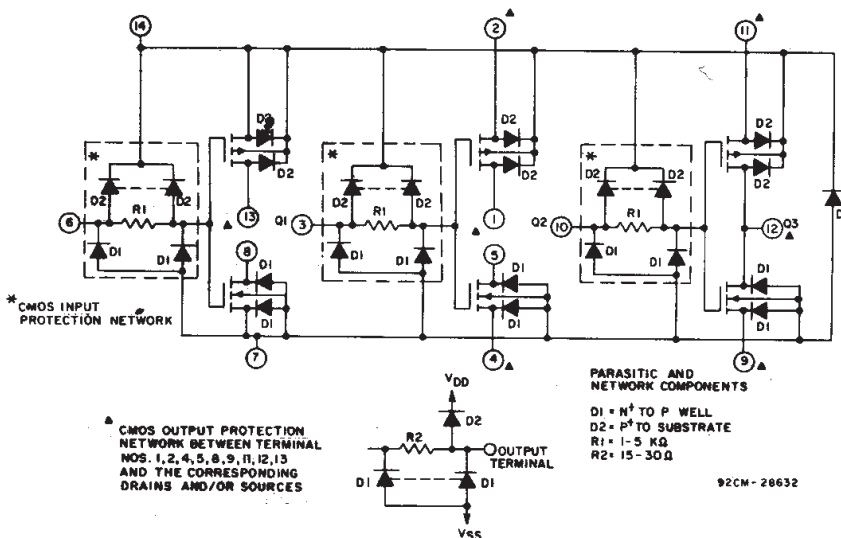 14
2 ▲
11 ▲
D2
D2
D2
D2
D2
D2
*
D2
D2
R1
6
D1
D1
13
▲
8
D1
D1
7
Q1
3
*
D2
D2
R1
D1
D1
1
▲
5
D1
D1
4 ▲
Q2
10
*
D2
D2
R1
D1
D1
12 Q3
▲
D1
D1
9 ▲
* CMOS INPUT
PROTECTION NETWORK
▲ CMOS OUTPUT PROTECTION
NETWORK BETWEEN TERMINAL
NOS. 1,2,4,5,8,9,11,12,13
AND THE CORRESPONDING
DRAINS AND/OR SOURCES
VDD
D2
R2
OUTPUT
TERMINAL
D1
D1
VSS
PARASITIC AND
NETWORK COMPONENTS
D1 = N+ TO P WELL
D2 = P+ TO SUBSTRATE
R1 = 1-5 KΩ
R2 = 15-30Ω
92CM-28632